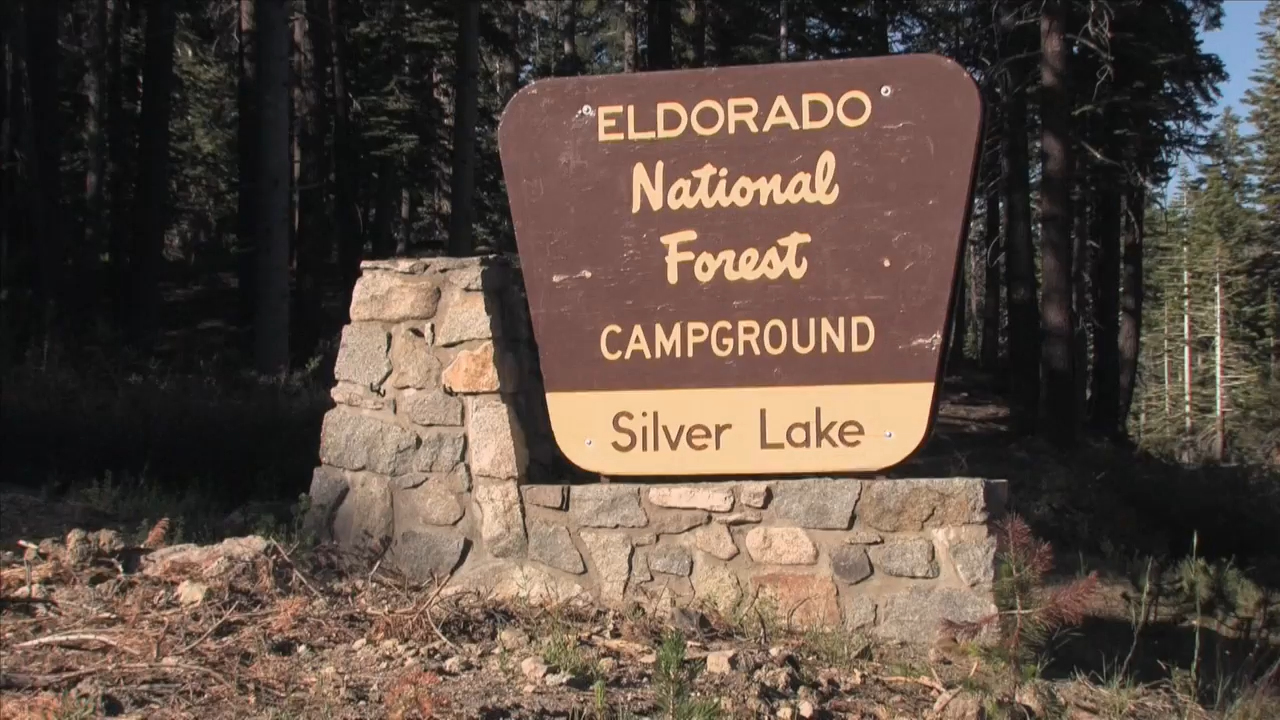 ELDORADO
National
Forest
CAMPGROUND
Silver Lake